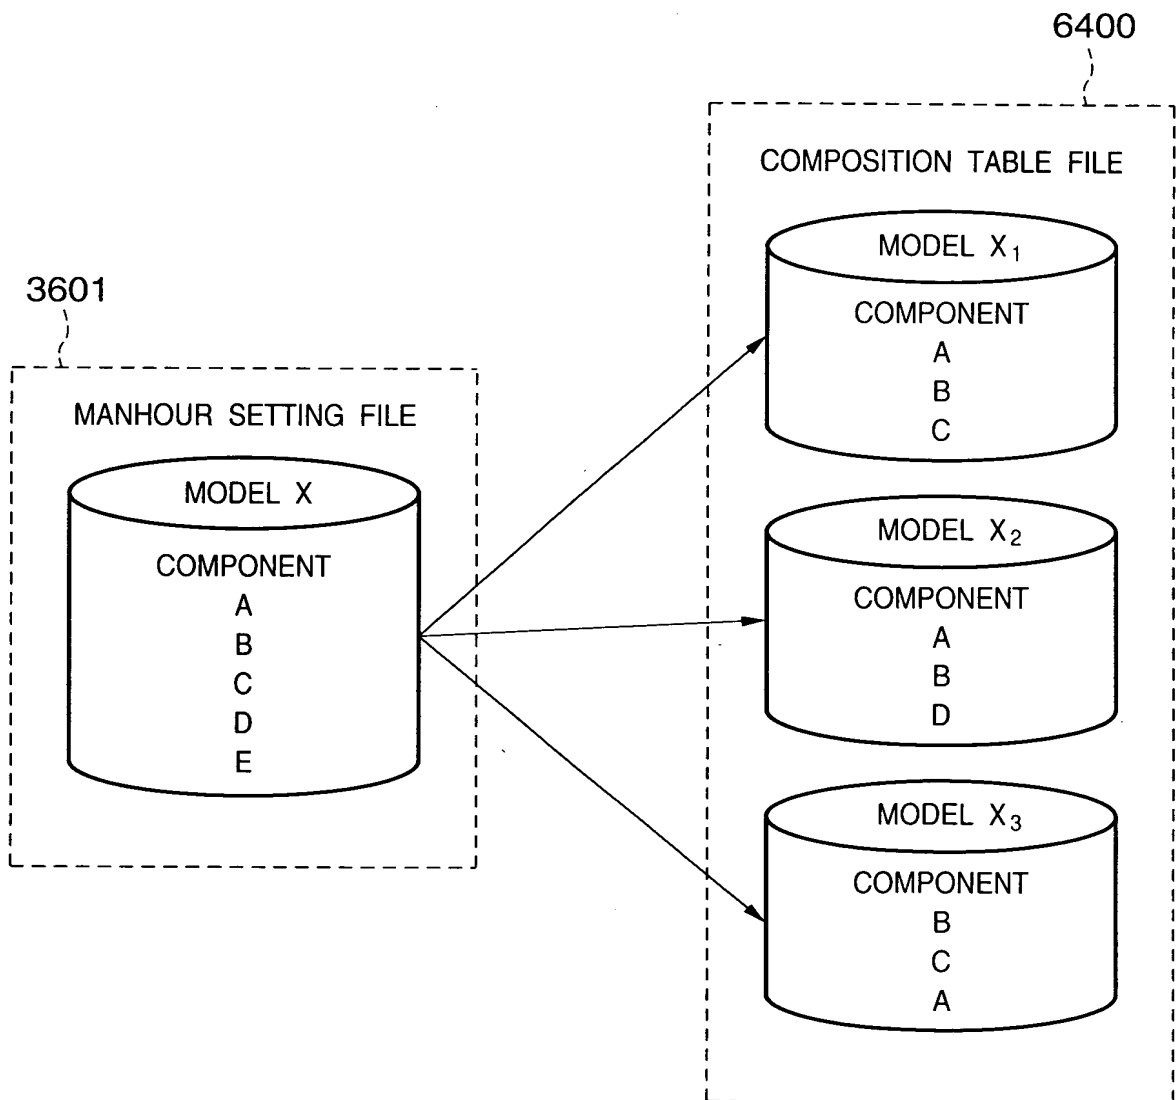 6400
COMPOSITION TABLE FILE
MODEL X1
COMPONENT
A
B
C
MODEL X2
COMPONENT
A
B
D
MODEL X3
COMPONENT
B
C
A
3601
MANHOUR SETTING FILE
MODEL X
COMPONENT
A
B
C
D
E